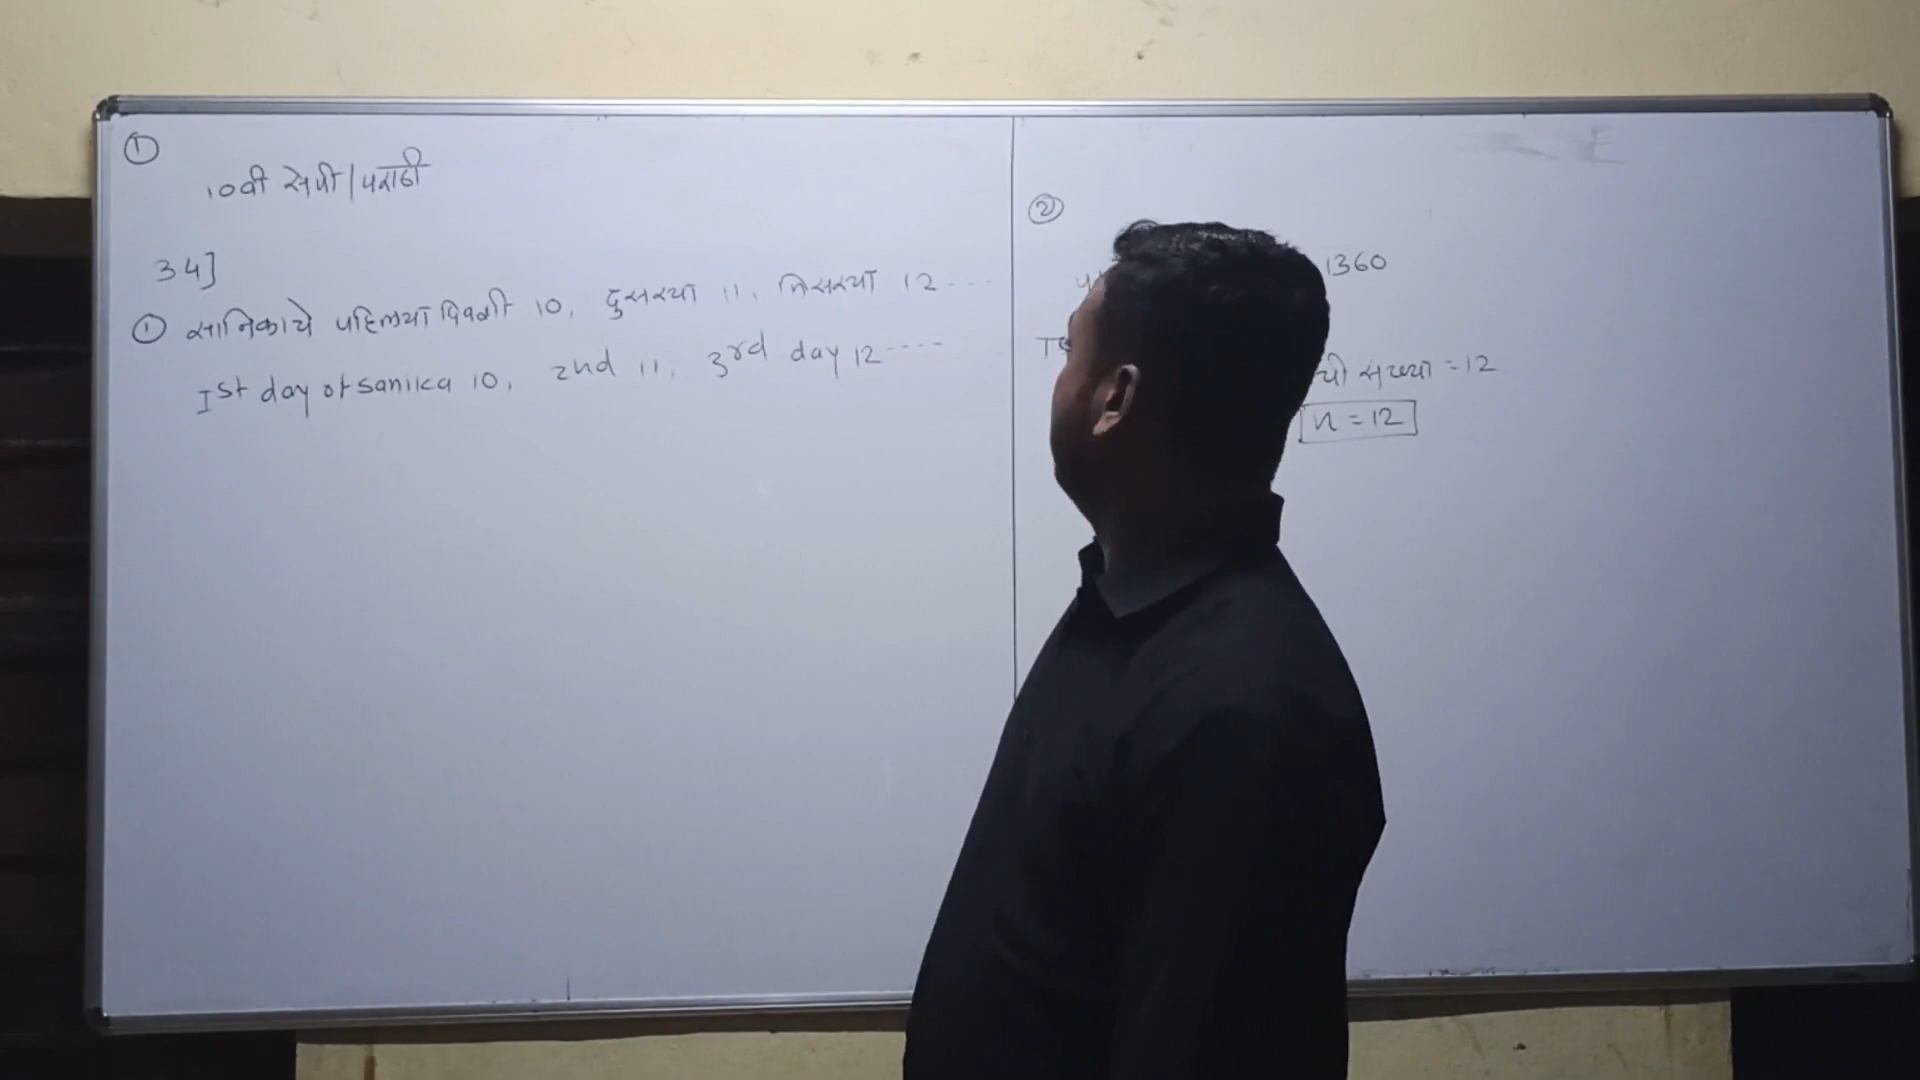 ①
10वी सेमी/मराठी
34]
① सानिकाचे पहिल्या दिवशी 10, दुसऱ्या 11, तिसऱ्या 12 ----
Ist day of sanika 10, 2nd 11, 3rd day 12 ----
②
1360
ची संख्या = 12
n = 12